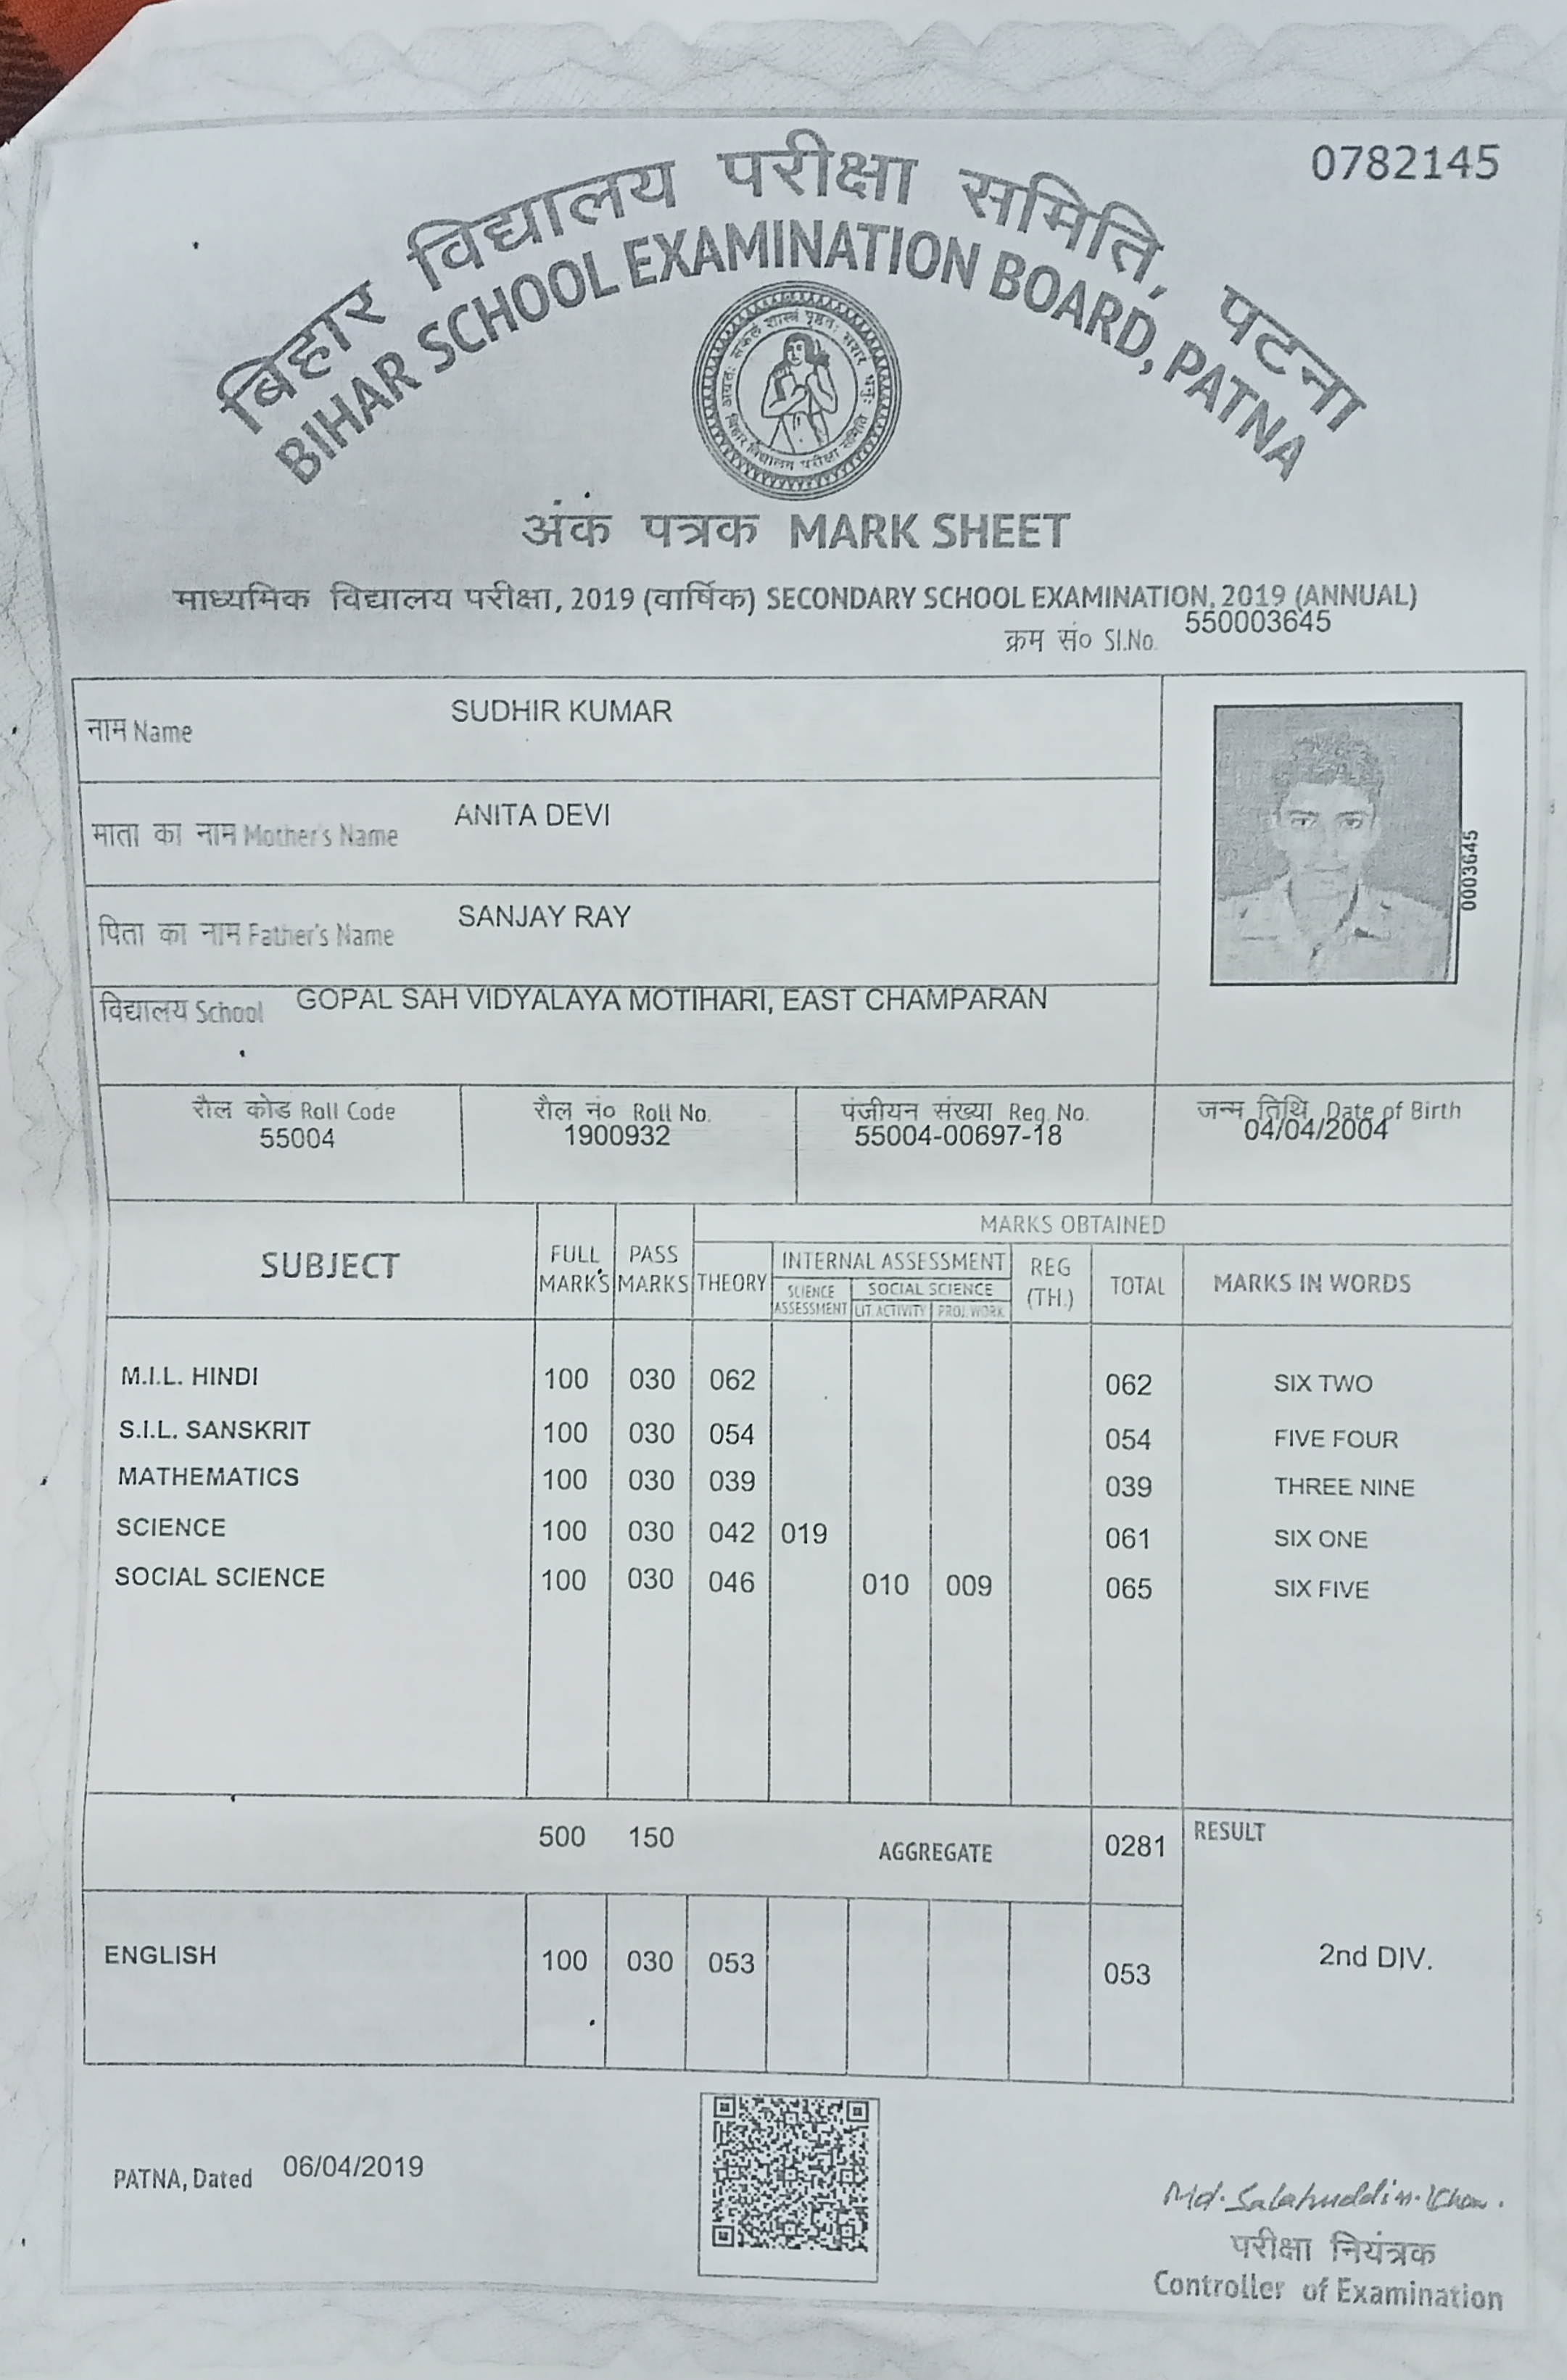 0782145
बिहार विद्यालय परीक्षा समिति, पटना
BIHAR SCHOOL EXAMINATION BOARD, PATNA
बिहार विद्यालय परीक्षा समिति
अंक पत्रक MARK SHEET
माध्यमिक विद्यालय परीक्षा, 2019 (वार्षिक) SECONDARY SCHOOL EXAMINATION, 2019 (ANNUAL)
क्रम सं० Sl.No. 550003645
नाम Name SUDHIR KUMAR
माता का नाम Mother's Name ANITA DEVI
0003645
पिता का नाम Father's Name SANJAY RAY
विद्यालय School GOPAL SAH VIDYALAYA MOTIHARI, EAST CHAMPARAN
रौल कोड Roll Code रौल नं० Roll No. पंजीयन संख्या Reg. No. जन्म तिथि Date of Birth
55004 1900932 55004-00697-18 04/04/2004
MARKS OBTAINED
SUBJECT FULL MARKS PASS MARKS THEORY INTERNAL ASSESSMENT REG (TH.) TOTAL MARKS IN WORDS
SCIENCE ASSESSMENT SOCIAL SCIENCE
LIT. ACTIVITY PROJ. WORK
M.I.L. HINDI 100 030 062 062 SIX TWO
S.I.L. SANSKRIT 100 030 054 054 FIVE FOUR
MATHEMATICS 100 030 039 039 THREE NINE
SCIENCE 100 030 042 019 061 SIX ONE
SOCIAL SCIENCE 100 030 046 010 009 065 SIX FIVE
500 150 AGGREGATE 0281 RESULT
ENGLISH 100 030 053 053 2nd DIV.
PATNA, Dated 06/04/2019
Md. Salahuddin Khan.
परीक्षा नियंत्रक
Controller of Examination